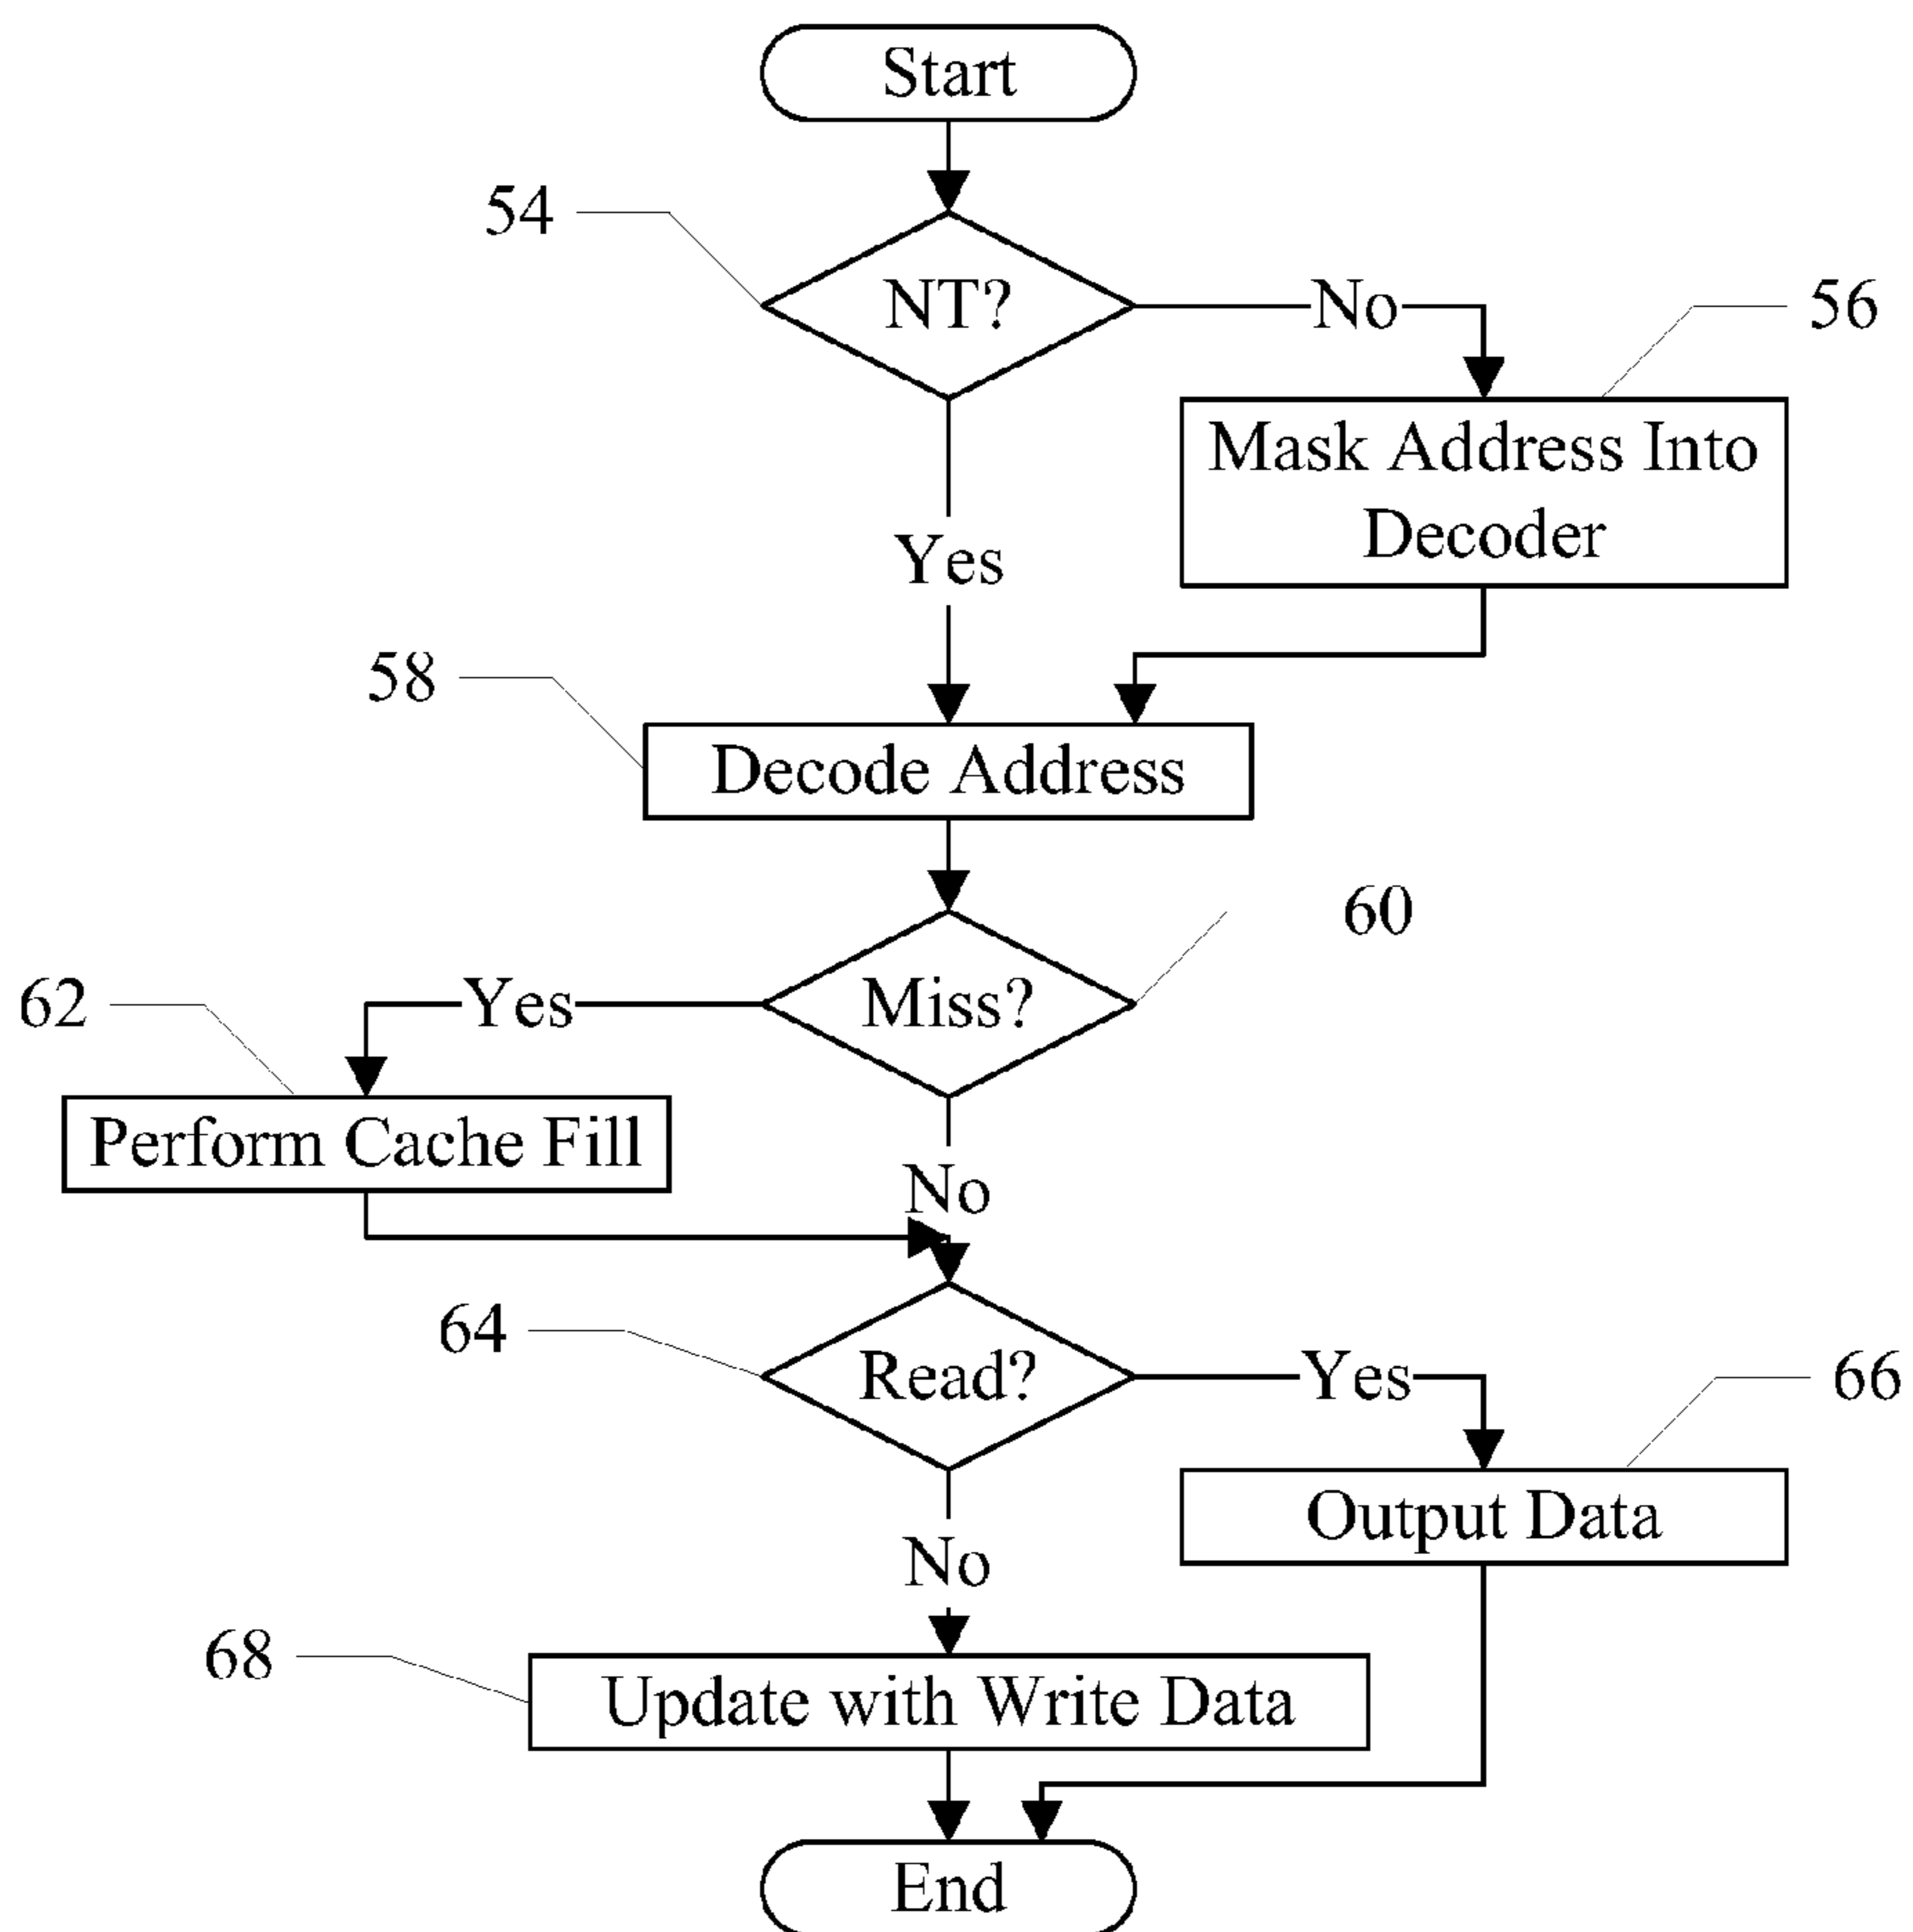 Start
54
NT?
No
56
Mask Address Into
Decoder
Yes
58
Decode Address
60
62
Yes
Miss?
Perform Cache Fill
No
64
Read?
Yes
66
Output Data
No
68
Update with Write Data
End